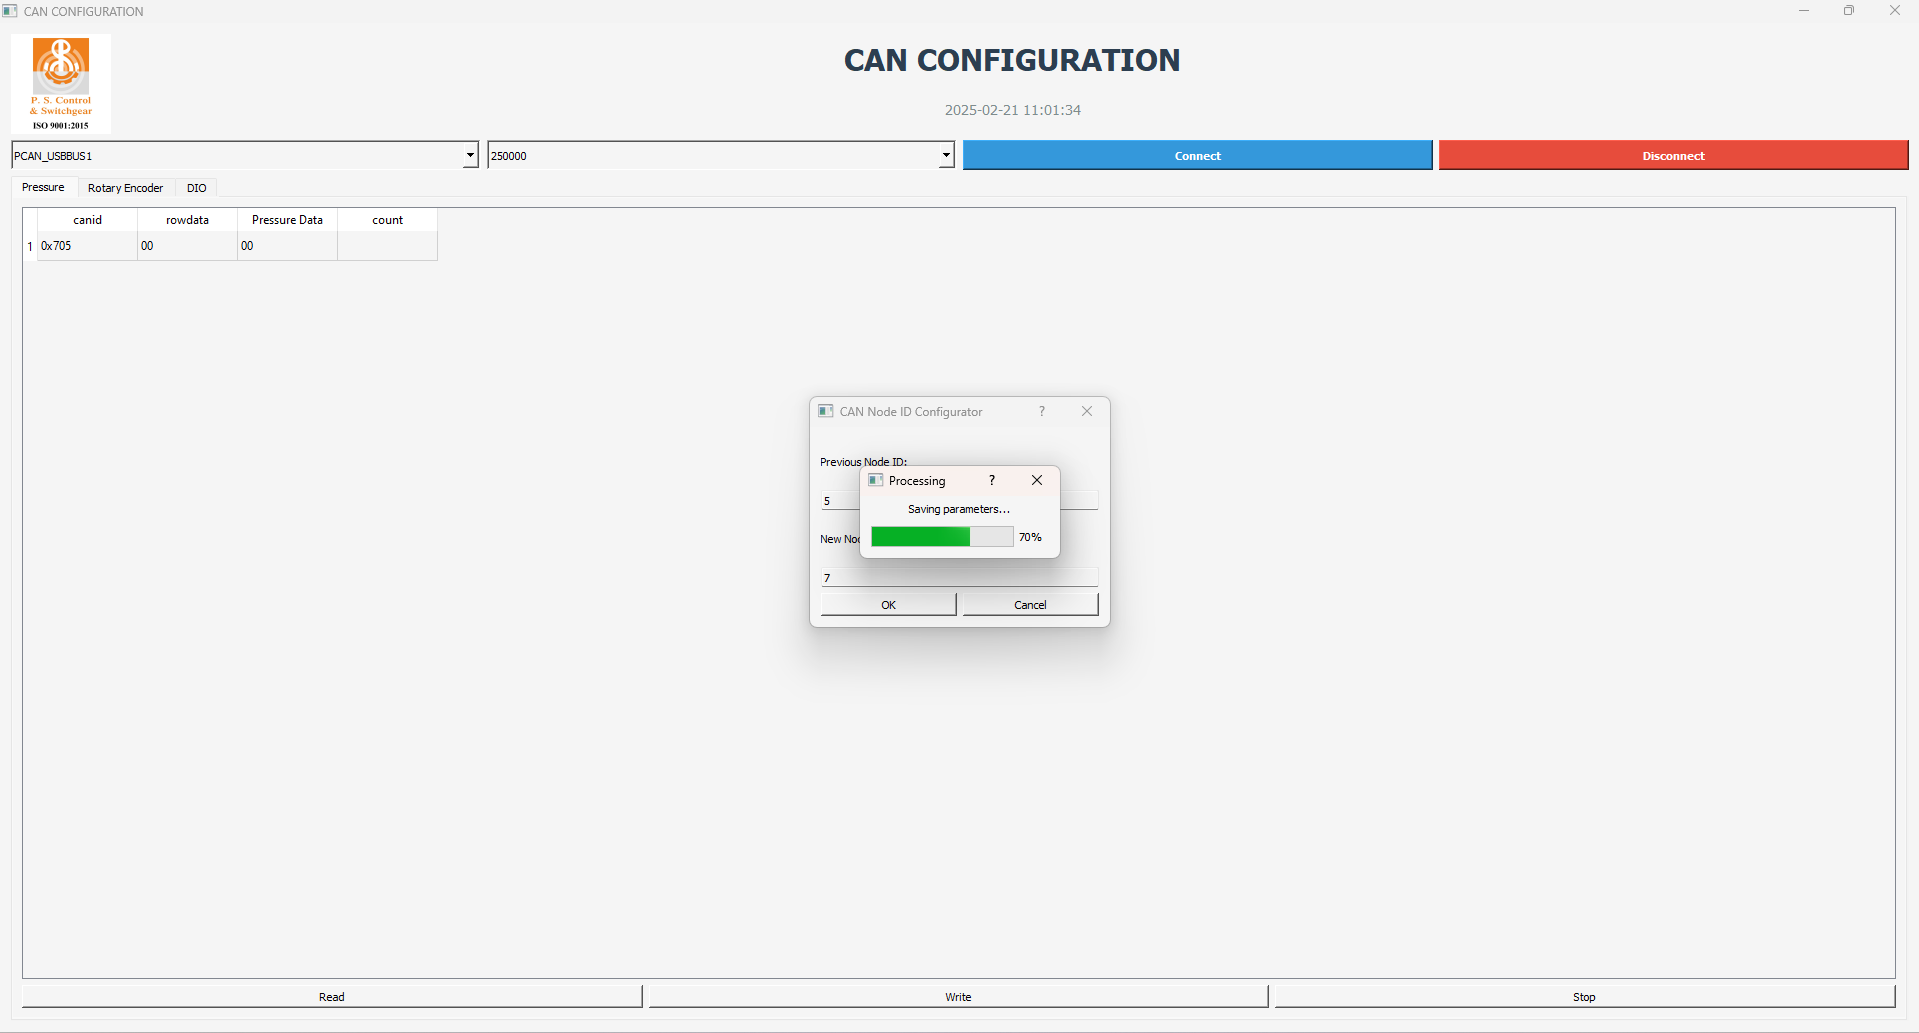 CAN CONFIGURATION
P. S. Control
& Switchgear
ISO 9001:2015
CAN CONFIGURATION
2025-02-21 11:01:34
PCAN_USBBUS1
250000
Connect
Disconnect
Pressure
Rotary Encoder
DIO
canid
rowdata
Pressure Data
count
1
0x705
00
00
CAN Node ID Configurator
?
Previous Node ID:
5
Processing
?
Saving parameters...
70%
New Noc
7
OK
Cancel
Read
Write
Stop